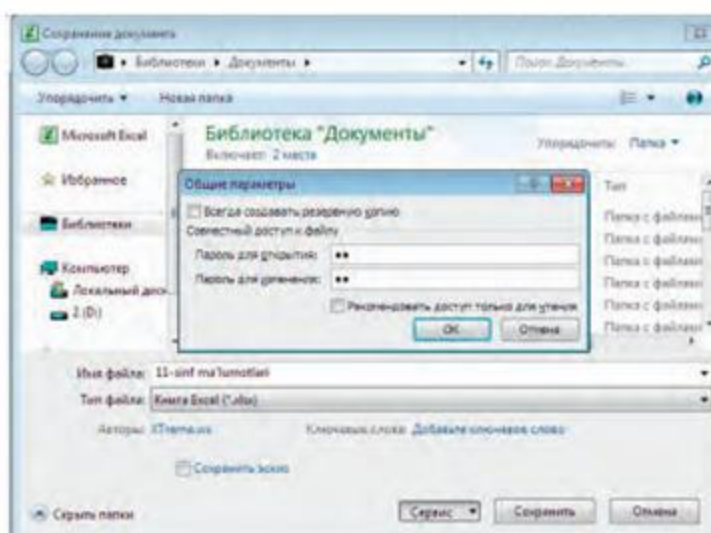 Сохранение документа
Библиотеки Документы
Поиск: Документы
Упорядочить Новая папка
Microsoft Excel
Избранное
Библиотеки
Компьютер
Локальный диск
2 (D:)
Библиотека "Документы"
Включает: 2 места
Упорядочить: Папка
Тип
Папка с файлами
Папка с файлами
Папка с файлами
Папка с файлами
Папка с файлами
Папка с файлами
Общие параметры
Всегда создавать резервную копию
Совместный доступ к файлу
Пароль для открытия: ••
Пароль для изменения: ••
Рекомендовать доступ только для чтения
ОК Отмена
Имя файла: 11-sinf ma'lumotlari
Тип файла: Книга Excel (*.xlsx)
Авторы: XTreme.ws Ключевые слова: Добавьте ключевое слово
Сохранить эскиз
Скрыть папки Сервис Сохранить Отмена